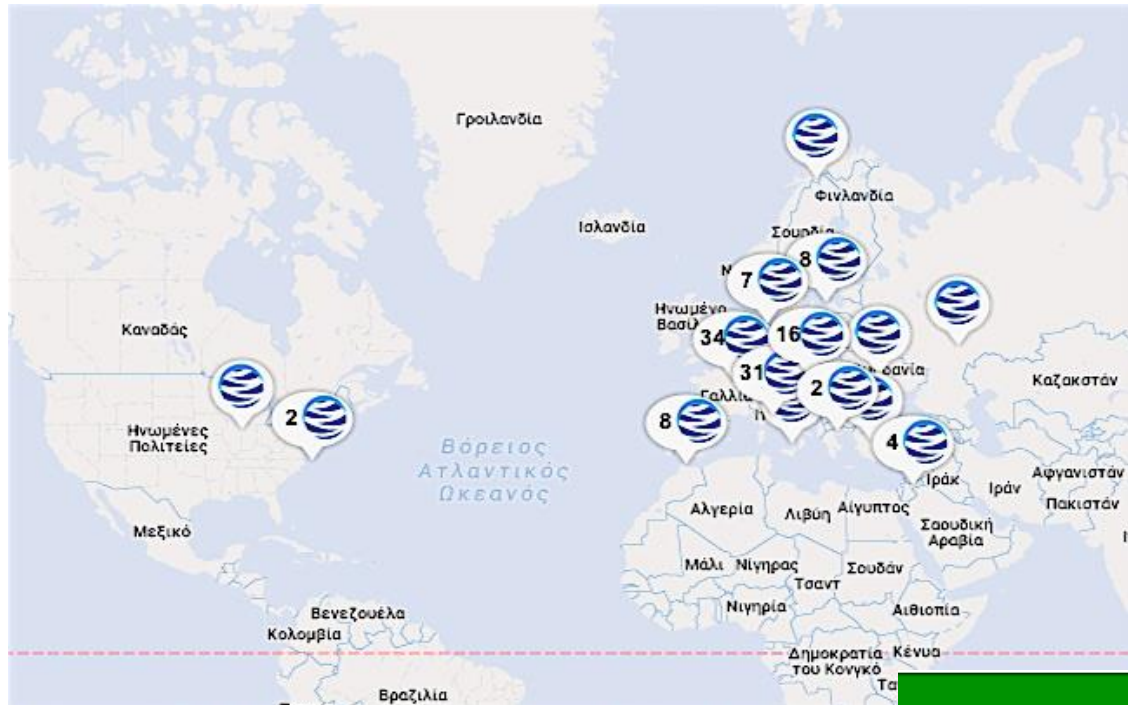 Γροιλανδία
Φινλανδία
Ισλανδία
Σουηδία
8
7
Ηνωμένο
Καναδάς
34
16
31
2
Καζακστάν
8
2
4
Ηνωμένες
Πολιτείες
Βόρειος
Ατλαντικός
Ωκεανός
Ιράκ
Ιράν
Αφγανιστάν
Πακιστάν
Αλγερία
Λιβύη
Αίγυπτος
Σαουδική
Αραβία
Μεξικό
Μάλι
Νίγηρας
Τσαντ
Σουδάν
Νιγηρία
Αιθιοπία
Βενεζουέλα
Κολομβία
Δημοκρατία
του Κονγκό
Κένυα
Βραζιλία